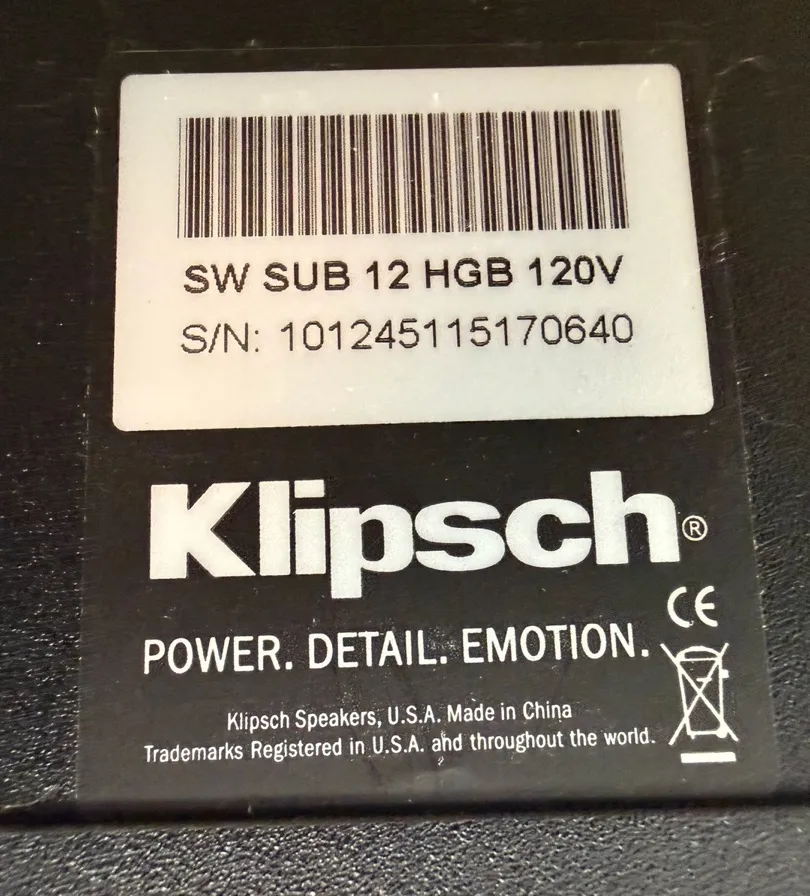 SW SUB 12 HGB 120V
S/N: 101245115170640
Klipsch®
CE
POWER. DETAIL. EMOTION.
Klipsch Speakers, U.S.A. Made in China
Trademarks Registered in U.S.A. and throughout the world.